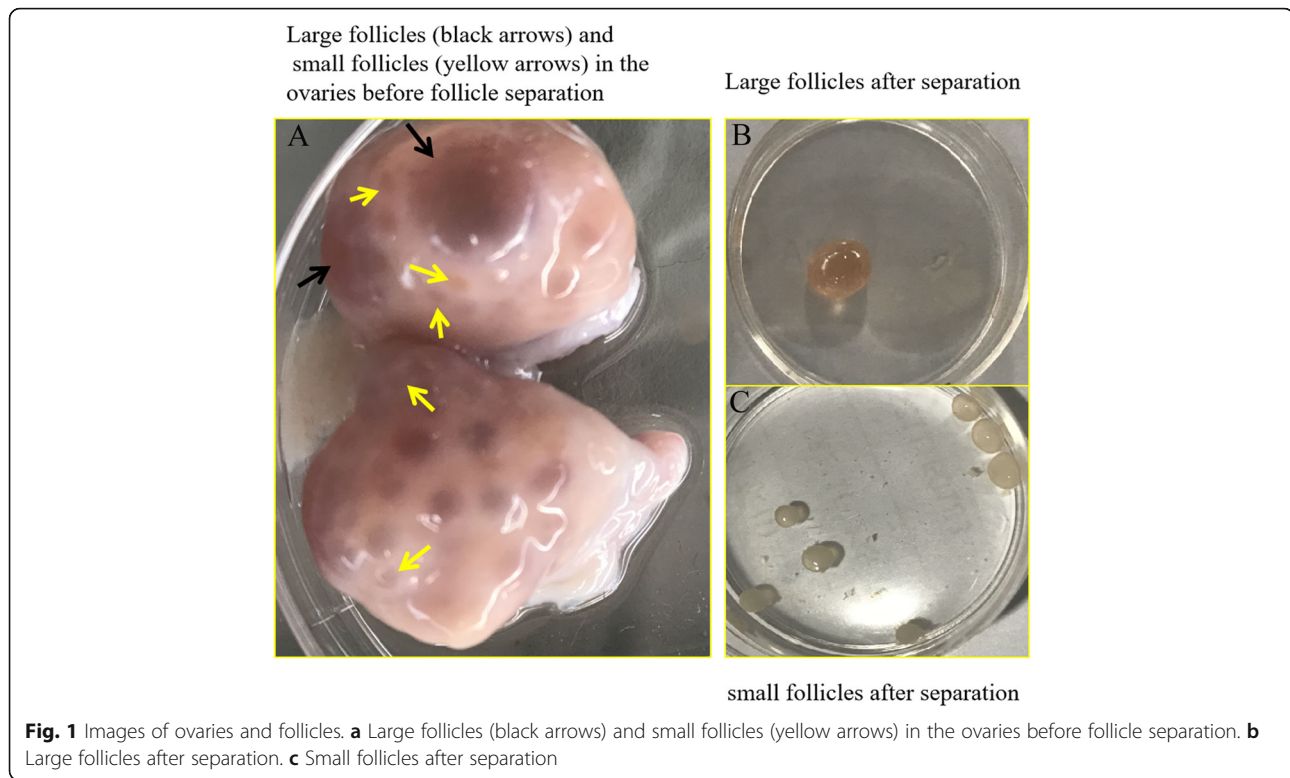 Large follicles (black arrows) and
small follicles (yellow arrows) in the
ovaries before follicle separation
Large follicles after separation
A
B
C
small follicles after separation
Fig. 1 Images of ovaries and follicles. a Large follicles (black arrows) and small follicles (yellow arrows) in the ovaries before follicle separation. b
Large follicles after separation. c Small follicles after separation